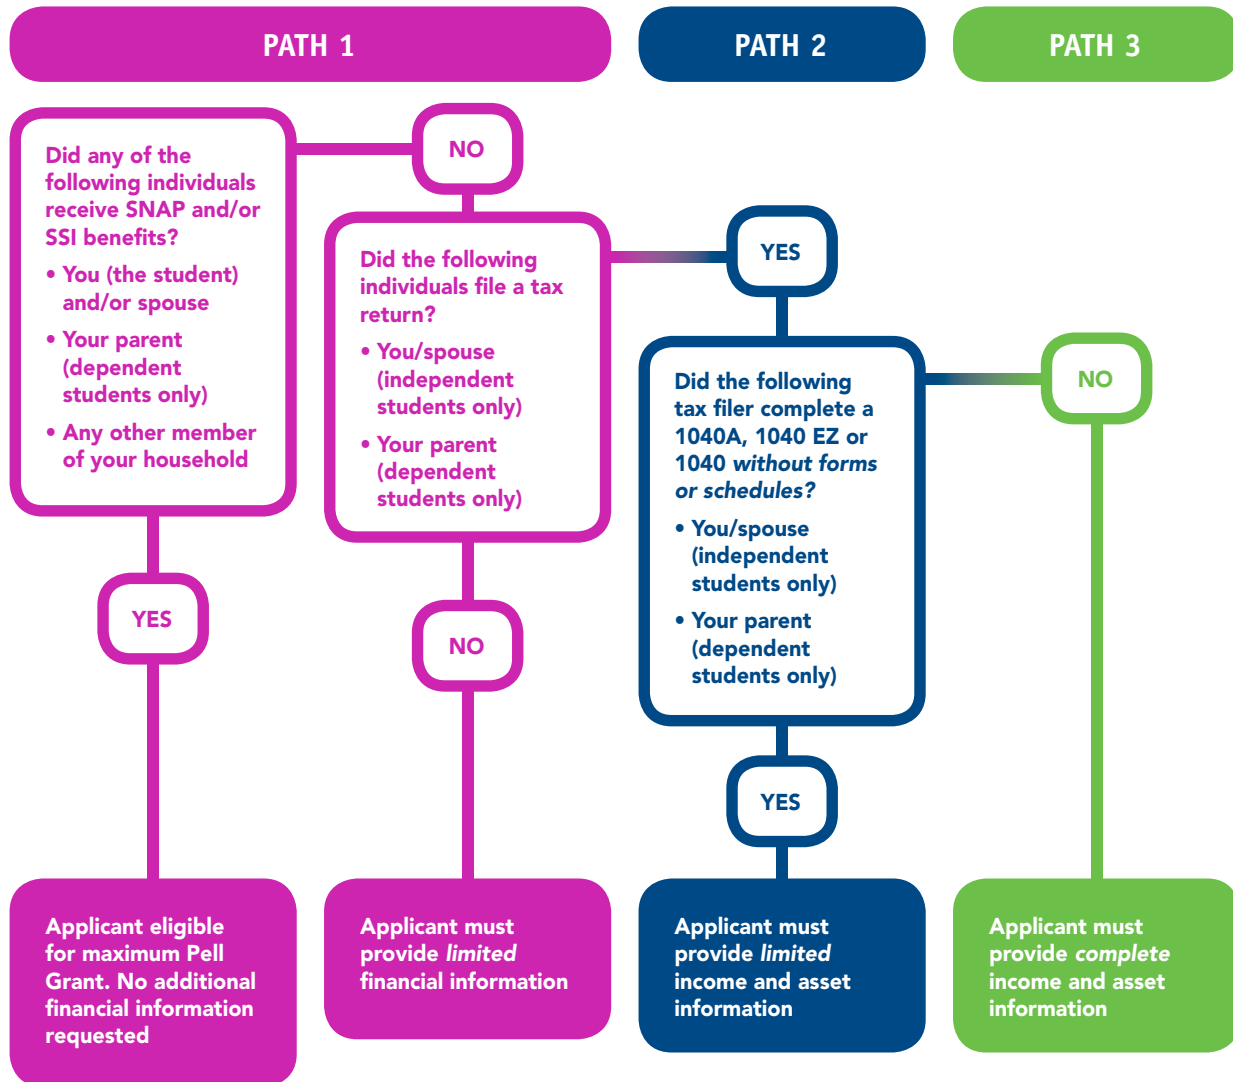 PATH 1
PATH 2
PATH 3
Did any of the
following individuals
receive SNAP and/or
SSI benefits?
• You (the student)
and/or spouse
• Your parent
(dependent
students only)
• Any other member
of your household
NO
YES
Did the following
individuals file a tax
return?
• You/spouse
(independent
students only)
• Your parent
(dependent
students only)
NO
YES
Did the following
tax filer complete a
1040A, 1040 EZ or
1040 without forms
or schedules?
• You/spouse
(independent
students only)
• Your parent
(dependent
students only)
YES
NO
Applicant eligible
for maximum Pell
Grant. No additional
financial information
requested
Applicant must
provide limited
financial information
Applicant must
provide limited
income and asset
information
Applicant must
provide complete
income and asset
information